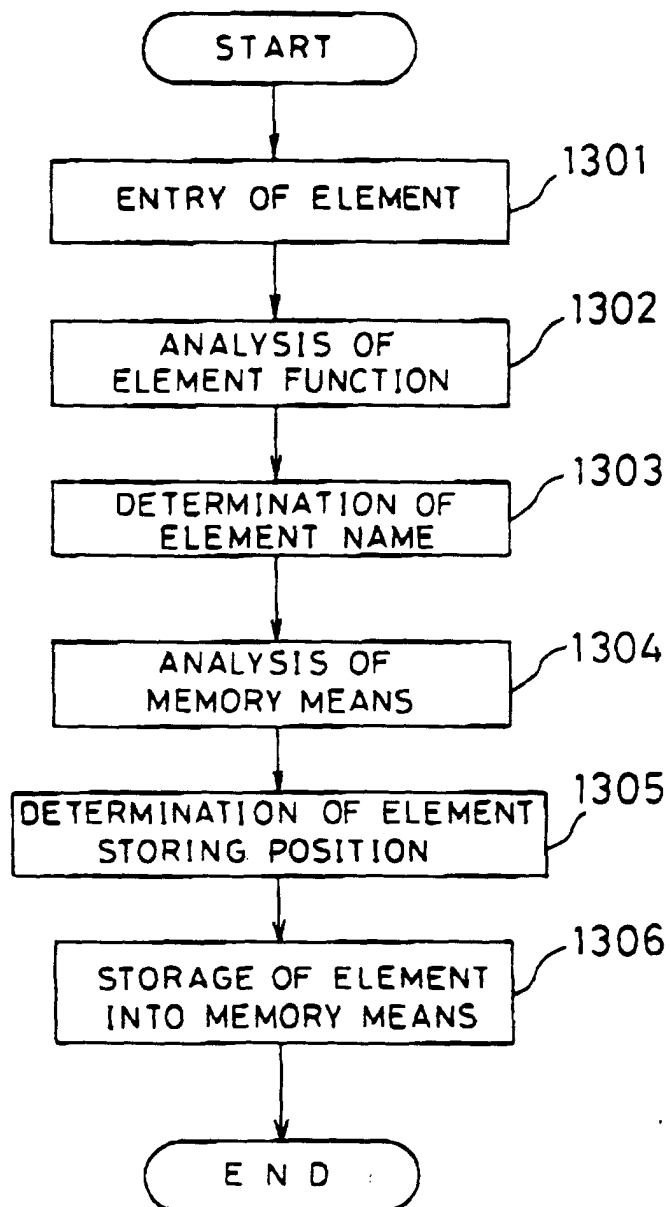 START
1301
ENTRY OF ELEMENT
1302
ANALYSIS OF
ELEMENT FUNCTION
1303
DETERMINATION OF
ELEMENT NAME
1304
ANALYSIS OF
MEMORY MEANS
1305
DETERMINATION OF ELEMENT
STORING POSITION
1306
STORAGE OF ELEMENT
INTO MEMORY MEANS
END